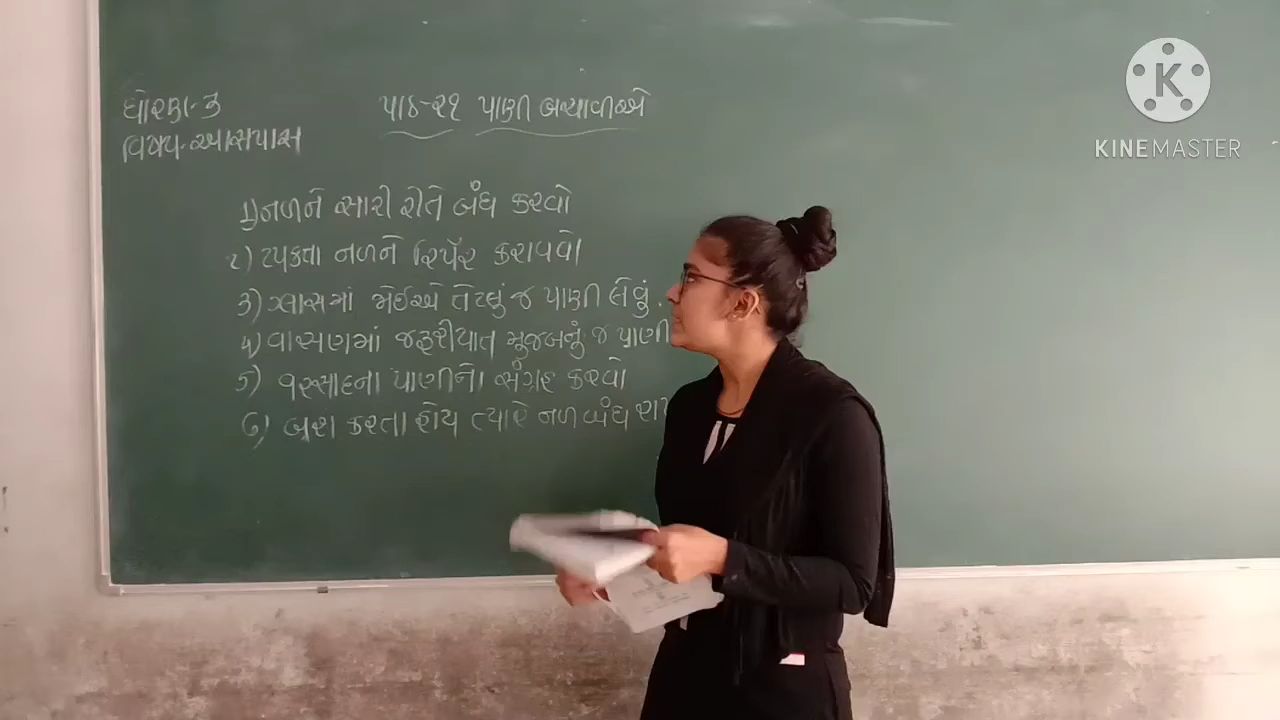 ધોરણ-૩
વિષય-આસપાસ
પાઠ-૨૧ પાણી બચાવીએ
૧) નળને સારી રીતે બંધ કરવો
૨) ટપકતા નળને રિપેર કરાવવો
૩) ગ્લાસમાં જોઈએ તેટલું જ પાણી લેવું.
૪) વાસણમાં જરૂરીયાત મુજબનું જ પાણી
૫) વરસાદના પાણીનો સંગ્રહ કરવો
૬) બ્રશ કરતા હોય ત્યારે નળ બંધ
KINEMASTER